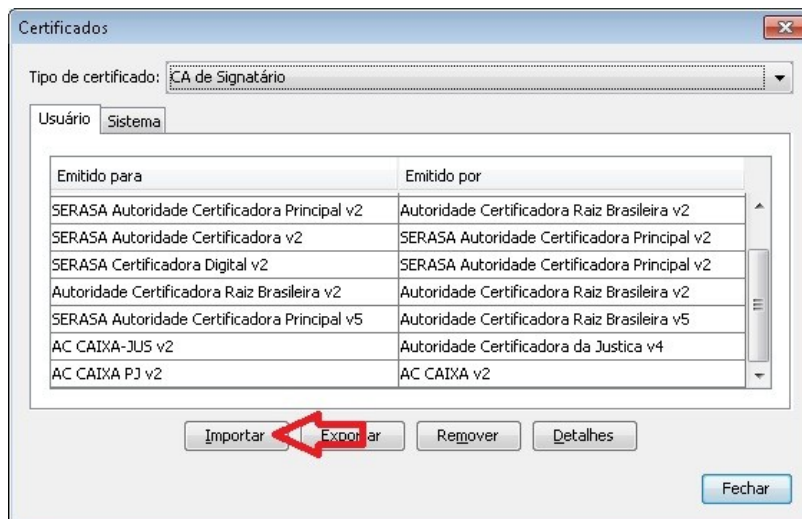 Certificados
Tipo de certificado: CA de Signatário
Usuário Sistema
Emitido para Emitido por
SERASA Autoridade Certificadora Principal v2 Autoridade Certificadora Raiz Brasileira v2
SERASA Autoridade Certificadora v2 SERASA Autoridade Certificadora Principal v2
SERASA Certificadora Digital v2 SERASA Autoridade Certificadora Principal v2
Autoridade Certificadora Raiz Brasileira v2 Autoridade Certificadora Raiz Brasileira v2
SERASA Autoridade Certificadora Principal v5 Autoridade Certificadora Raiz Brasileira v5
AC CAIXA-JUS v2 Autoridade Certificadora da Justica v4
AC CAIXA PJ v2 AC CAIXA v2
Importar Exportar Remover Detalhes
Fechar